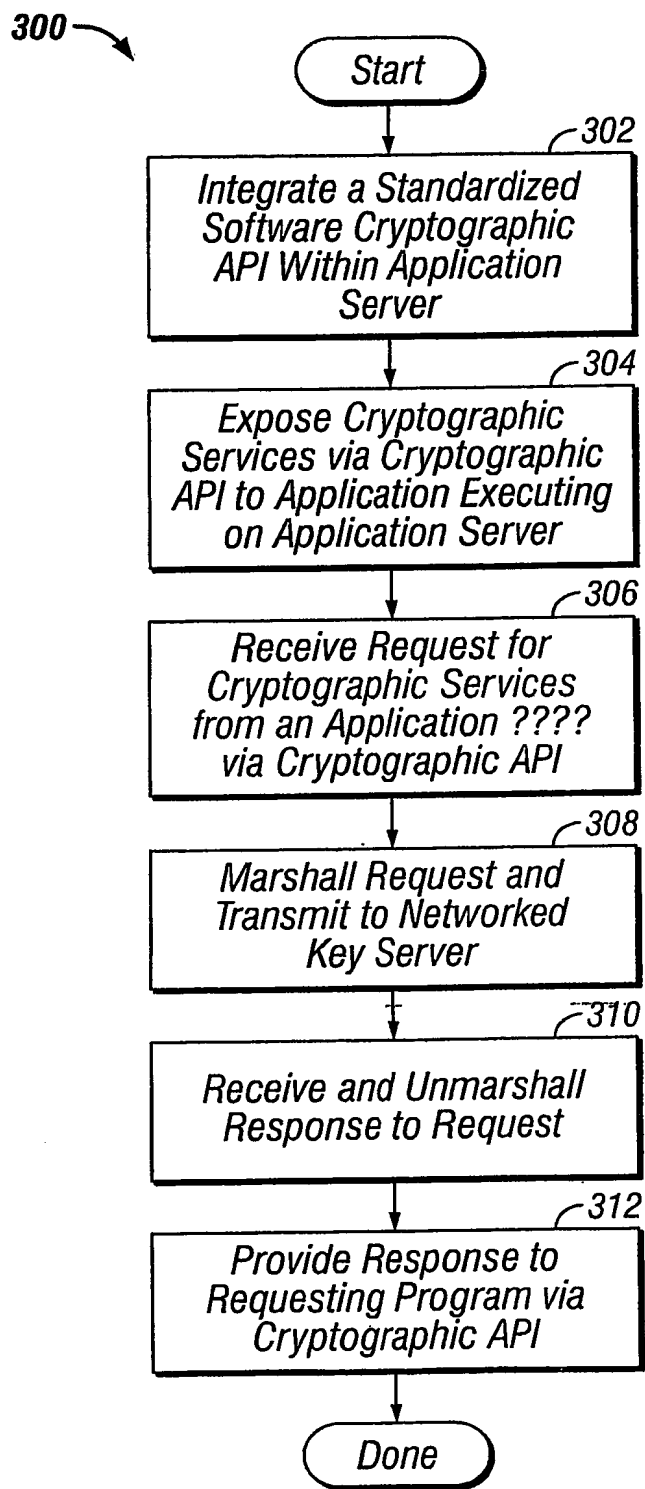 300
Start
302
Integrate a Standardized
Software Cryptographic
API Within Application
Server
304
Expose Cryptographic
Services via Cryptographic
API to Application Executing
on Application Server
306
Receive Request for
Cryptographic Services
from an Application ????
via Cryptographic API
308
Marshall Request and
Transmit to Networked
Key Server
310
Receive and Unmarshall
Response to Request
312
Provide Response to
Requesting Program via
Cryptographic API
Done